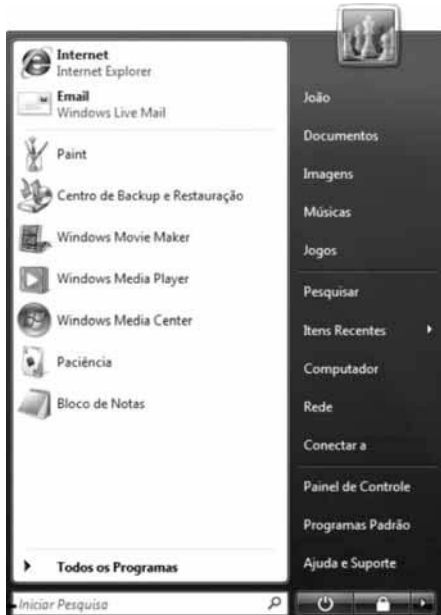 Internet
Internet Explorer
Email
Windows Live Mail
Paint
Centro de Backup e Restauração
Windows Movie Maker
Windows Media Player
Windows Media Center
Paciência
Bloco de Notas
Todos os Programas
Iniciar Pesquisa
João
Documentos
Imagens
Músicas
Jogos
Pesquisar
Itens Recentes
Computador
Rede
Conectar a
Painel de Controle
Programas Padrão
Ajuda e Suporte